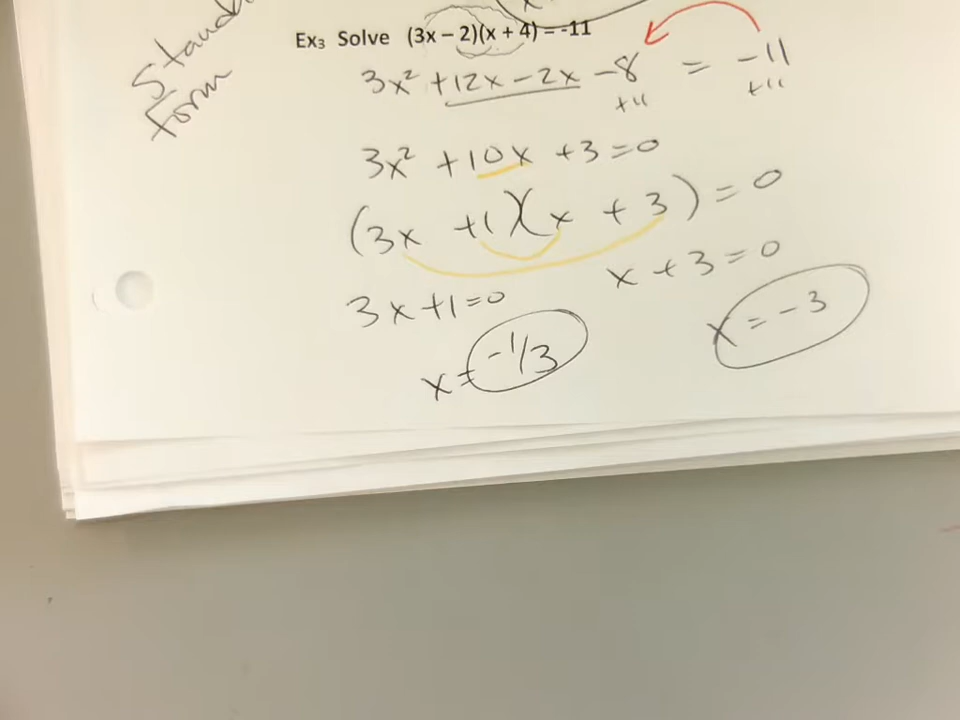 Form
Ex3 Solve (3x – 2)(x + 4) = -11
3x² + 12x – 2x – 8 = –11
+11 +11
3x² + 10x + 3 = 0
(3x + 1)(x + 3) = 0
x + 3 = 0
3x + 1 = 0
x = –3
x = –1/3